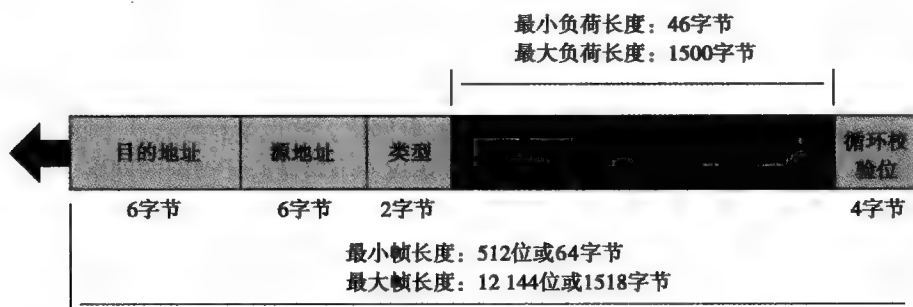 最小负荷长度：46字节
最大负荷长度：1500字节
目的地址
源地址
类型
循环校
验位
6字节
6字节
2字节
4字节
最小帧长度：512位或64字节
最大帧长度：12 144位或1518字节